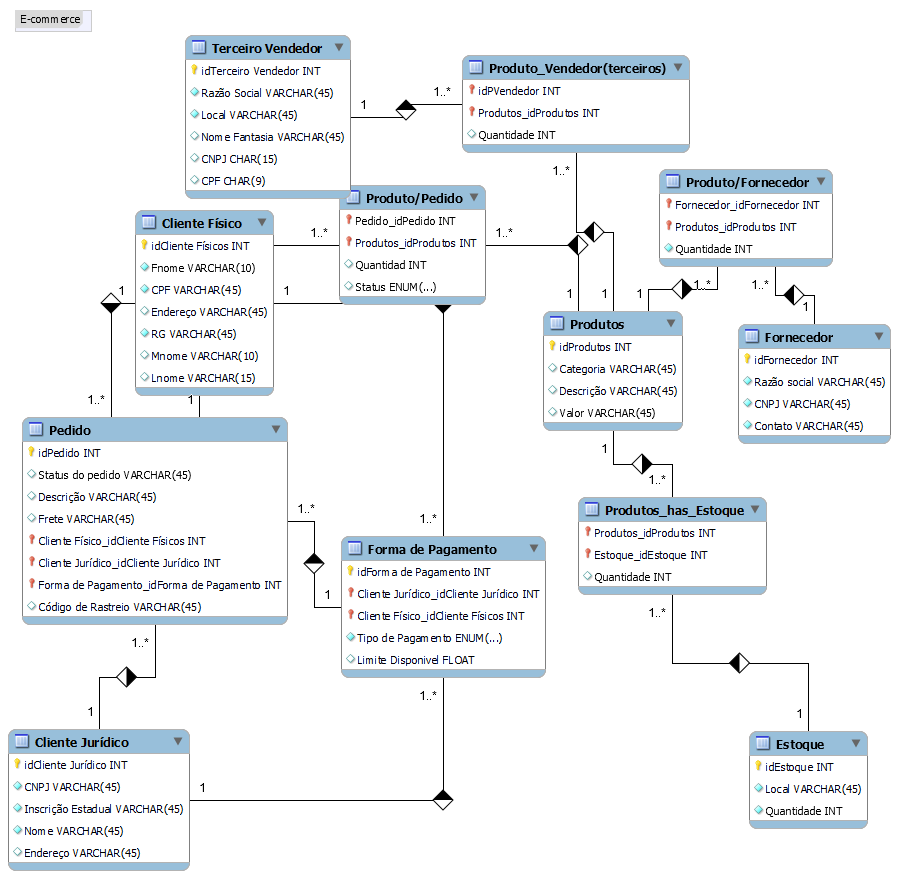 E-commerce
Terceiro Vendedor
idTerceiro Vendedor INT
Razão Social VARCHAR(45)
Local VARCHAR(45)
Nome Fantasia VARCHAR(45)
CNPJ CHAR(15)
CPF CHAR(9)
1
1..*
Produto_Vendedor(terceiros)
idPVendedor INT
Produtos_idProdutos INT
Quantidade INT
1..*
1
Produto/Pedido
Pedido_idPedido INT
Produtos_idProdutos INT
Quantidad INT
Status ENUM(...)
1..*
1..*
1
Produto/Fornecedor
Fornecedor_idFornecedor INT
Produtos_idProdutos INT
Quantidade INT
1..*
1
1..*
1
Cliente Físico
idCliente Físicos INT
Fnome VARCHAR(10)
CPF VARCHAR(45)
Endereço VARCHAR(45)
RG VARCHAR(45)
Mnome VARCHAR(10)
Lnome VARCHAR(15)
1
1
1..*
1
1..*
Produtos
idProdutos INT
Categoria VARCHAR(45)
Descrição VARCHAR(45)
Valor VARCHAR(45)
1
1..*
Fornecedor
idFornecedor INT
Razão social VARCHAR(45)
CNPJ VARCHAR(45)
Contato VARCHAR(45)
Pedido
idPedido INT
Status do pedido VARCHAR(45)
Descrição VARCHAR(45)
Frete VARCHAR(45)
Cliente Físico_idCliente Físicos INT
Cliente Jurídico_idCliente Jurídico INT
Forma de Pagamento_idForma de Pagamento INT
Código de Rastreio VARCHAR(45)
1..*
1
1..*
1
Forma de Pagamento
idForma de Pagamento INT
Cliente Jurídico_idCliente Jurídico INT
Cliente Físico_idCliente Físicos INT
Tipo de Pagamento ENUM(...)
Limite Disponivel FLOAT
1..*
1
Produtos_has_Estoque
Produtos_idProdutos INT
Estoque_idEstoque INT
Quantidade INT
1..*
1
Cliente Jurídico
idCliente Jurídico INT
CNPJ VARCHAR(45)
Inscrição Estadual VARCHAR(45)
Nome VARCHAR(45)
Endereço VARCHAR(45)
Estoque
idEstoque INT
Local VARCHAR(45)
Quantidade INT